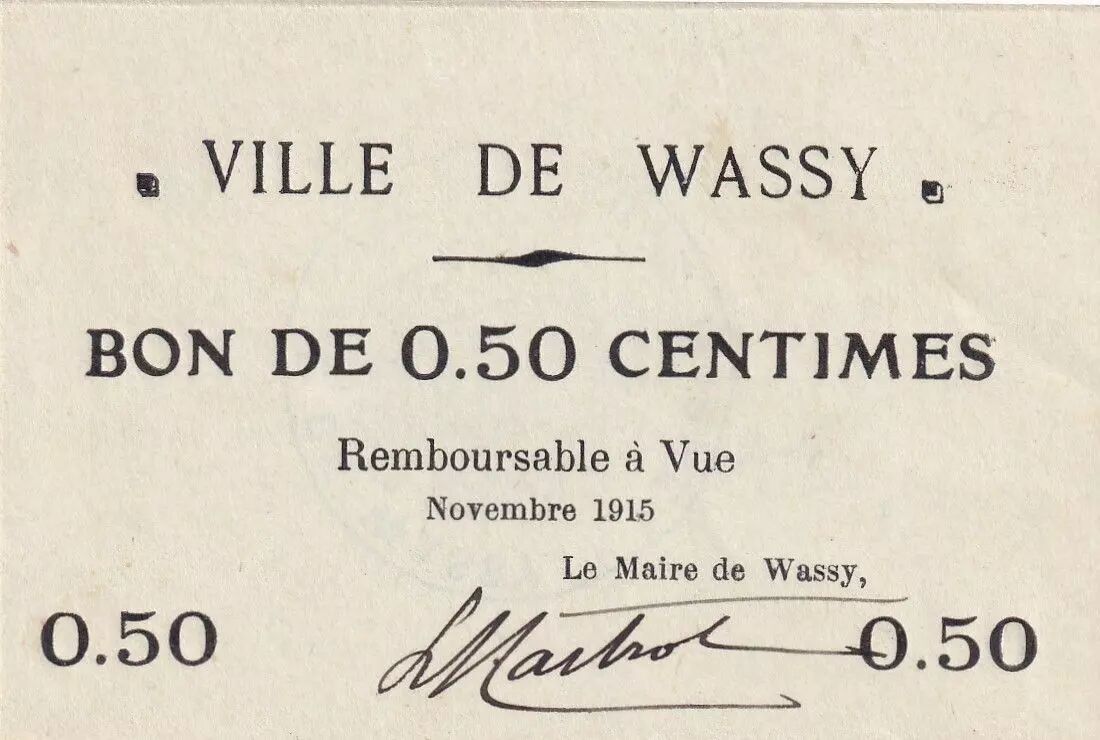 VILLE DE WASSY
BON DE 0.50 CENTIMES
Remboursable à Vue
Novembre 1915
Le Maire de Wassy,
0.50 0.50